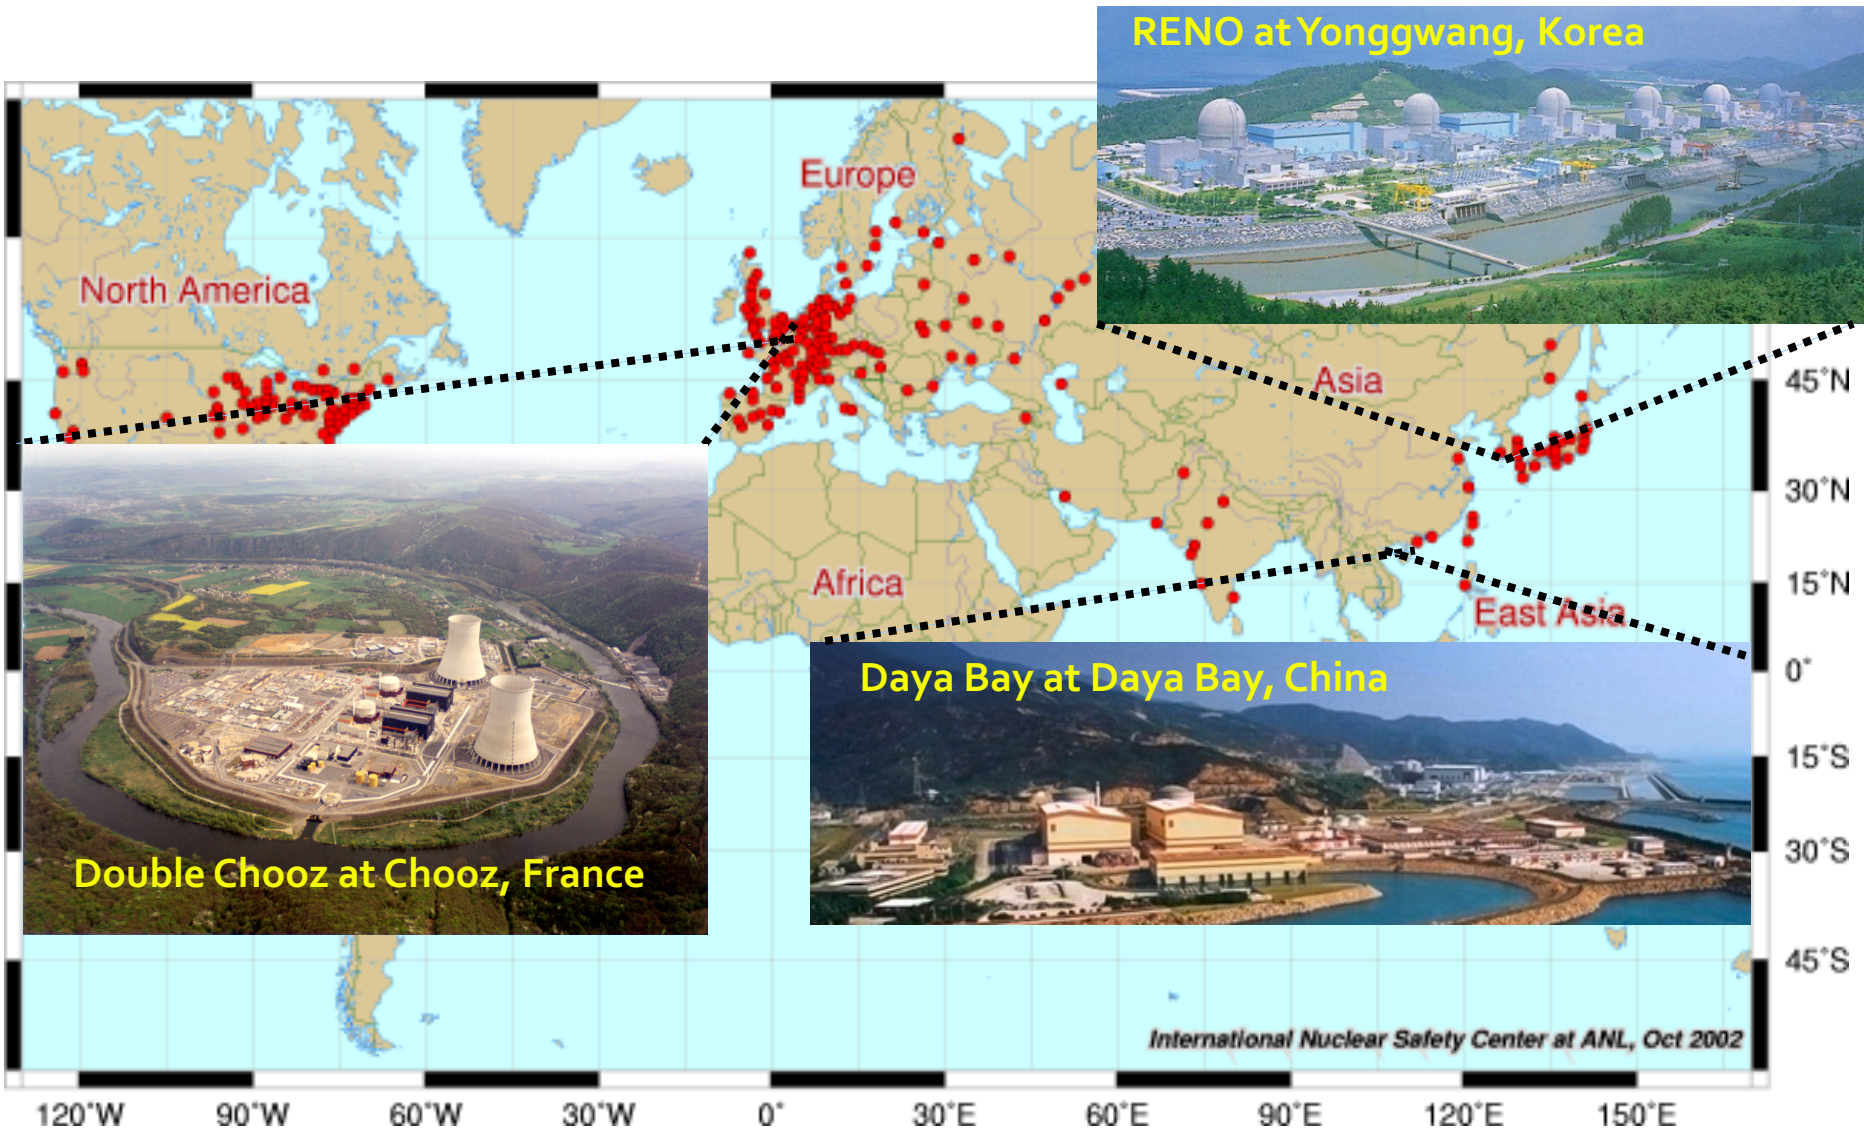 RENO at Yonggwang, Korea
Europe
North America
Asia
45°N
30°N
Africa
15°N
East Asia
0°
Daya Bay at Daya Bay, China
15°S
30°S
Double Chooz at Chooz, France
45°S
International Nuclear Safety Center at ANL, Oct 2002
120°W 90°W 60°W 30°W 0° 30°E 60°E 90°E 120°E 150°E